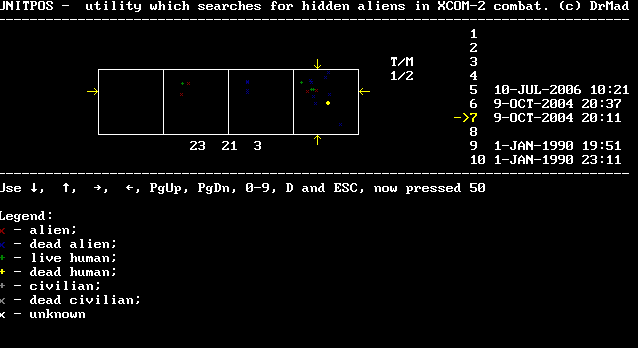 UNITPOS - utility which searches for hidden aliens in XCOM-2 combat. (c) DrMad
1
2
T/M 3
1/2 4
5 10-JUL-2006 10:21
6 9-OCT-2004 20:37
->7 9-OCT-2004 20:11
8
23 21 3 9 1-JAN-1990 19:51
10 1-JAN-1990 23:11
Use ↓, ↑, →, ←, PgUp, PgDn, 0-9, D and ESC, now pressed 50
Legend:
x - alien;
x - dead alien;
+ - live human;
+ - dead human;
+ - civilian;
x - dead civilian;
x - unknown